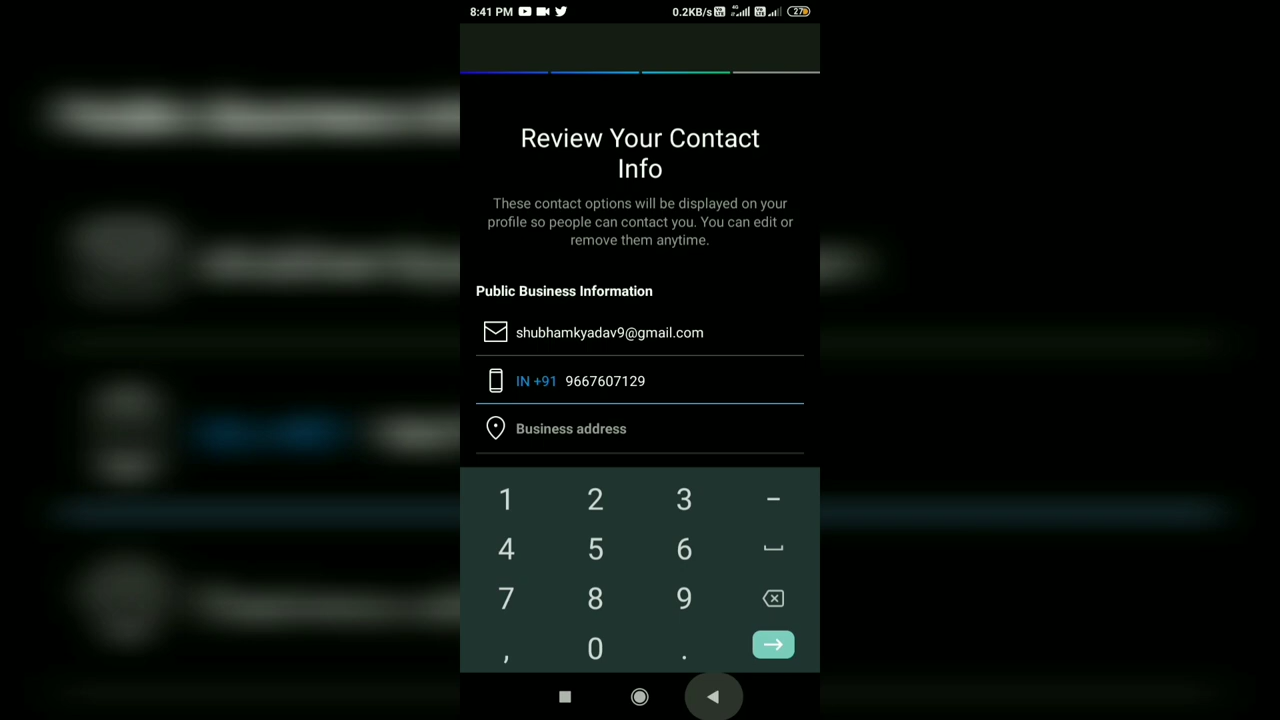 8:41 PM 0.2KB/s 4G 27
Review Your Contact
Info
These contact options will be displayed on your
profile so people can contact you. You can edit or
remove them anytime.
Public Business Information
shubhamkyadav9@gmail.com
IN +91 9667607129
Business address
1 2 3 -
4 5 6
7 8 9
, 0 .